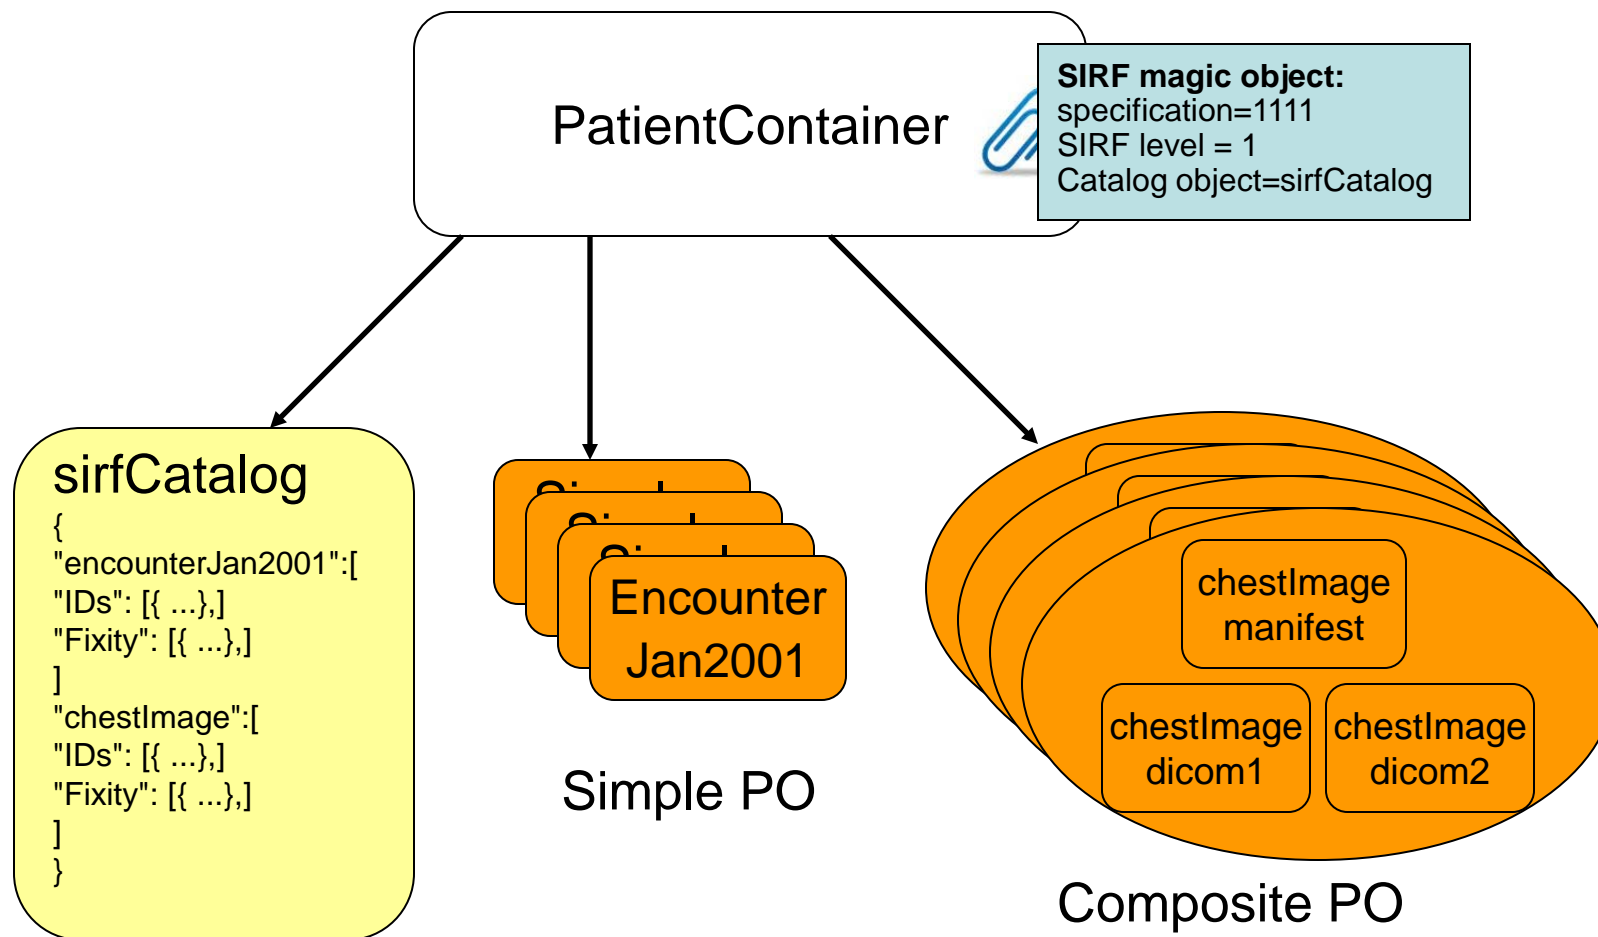 PatientContainer
SIRF magic object:
specification=1111
SIRF level = 1
Catalog object=sirfCatalog
sirfCatalog
{
"encounterJan2001":[
"IDs": [{ ...},]
"Fixity": [{ ...},]
]
"chestImage":[
"IDs": [{ ...},]
"Fixity": [{ ...},]
]
}
Encounter
Jan2001
Simple PO
chestImage
manifest
chestImage
dicom1
chestImage
dicom2
Composite PO